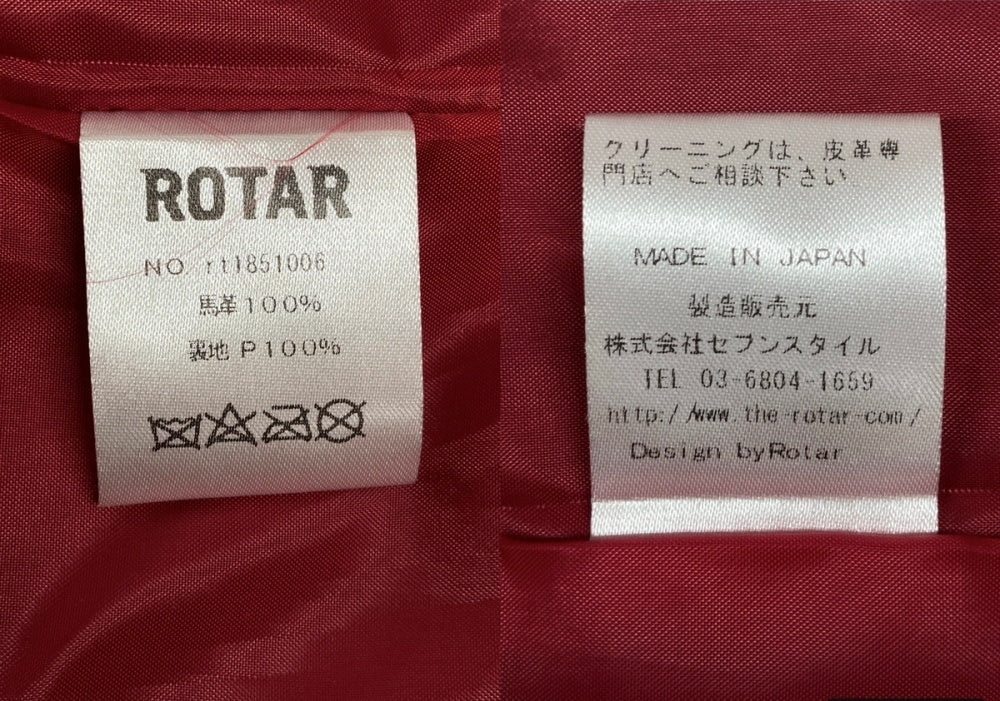 ROTAR
NO rt1851006
馬革100%
裏地 P100%
クリーニングは、皮革専
門店へご相談下さい
MADE IN JAPAN
製造販売元
株式会社セブンスタイル
TEL 03-6804-1659
http://www.the-rotar-com/
Design byRotar